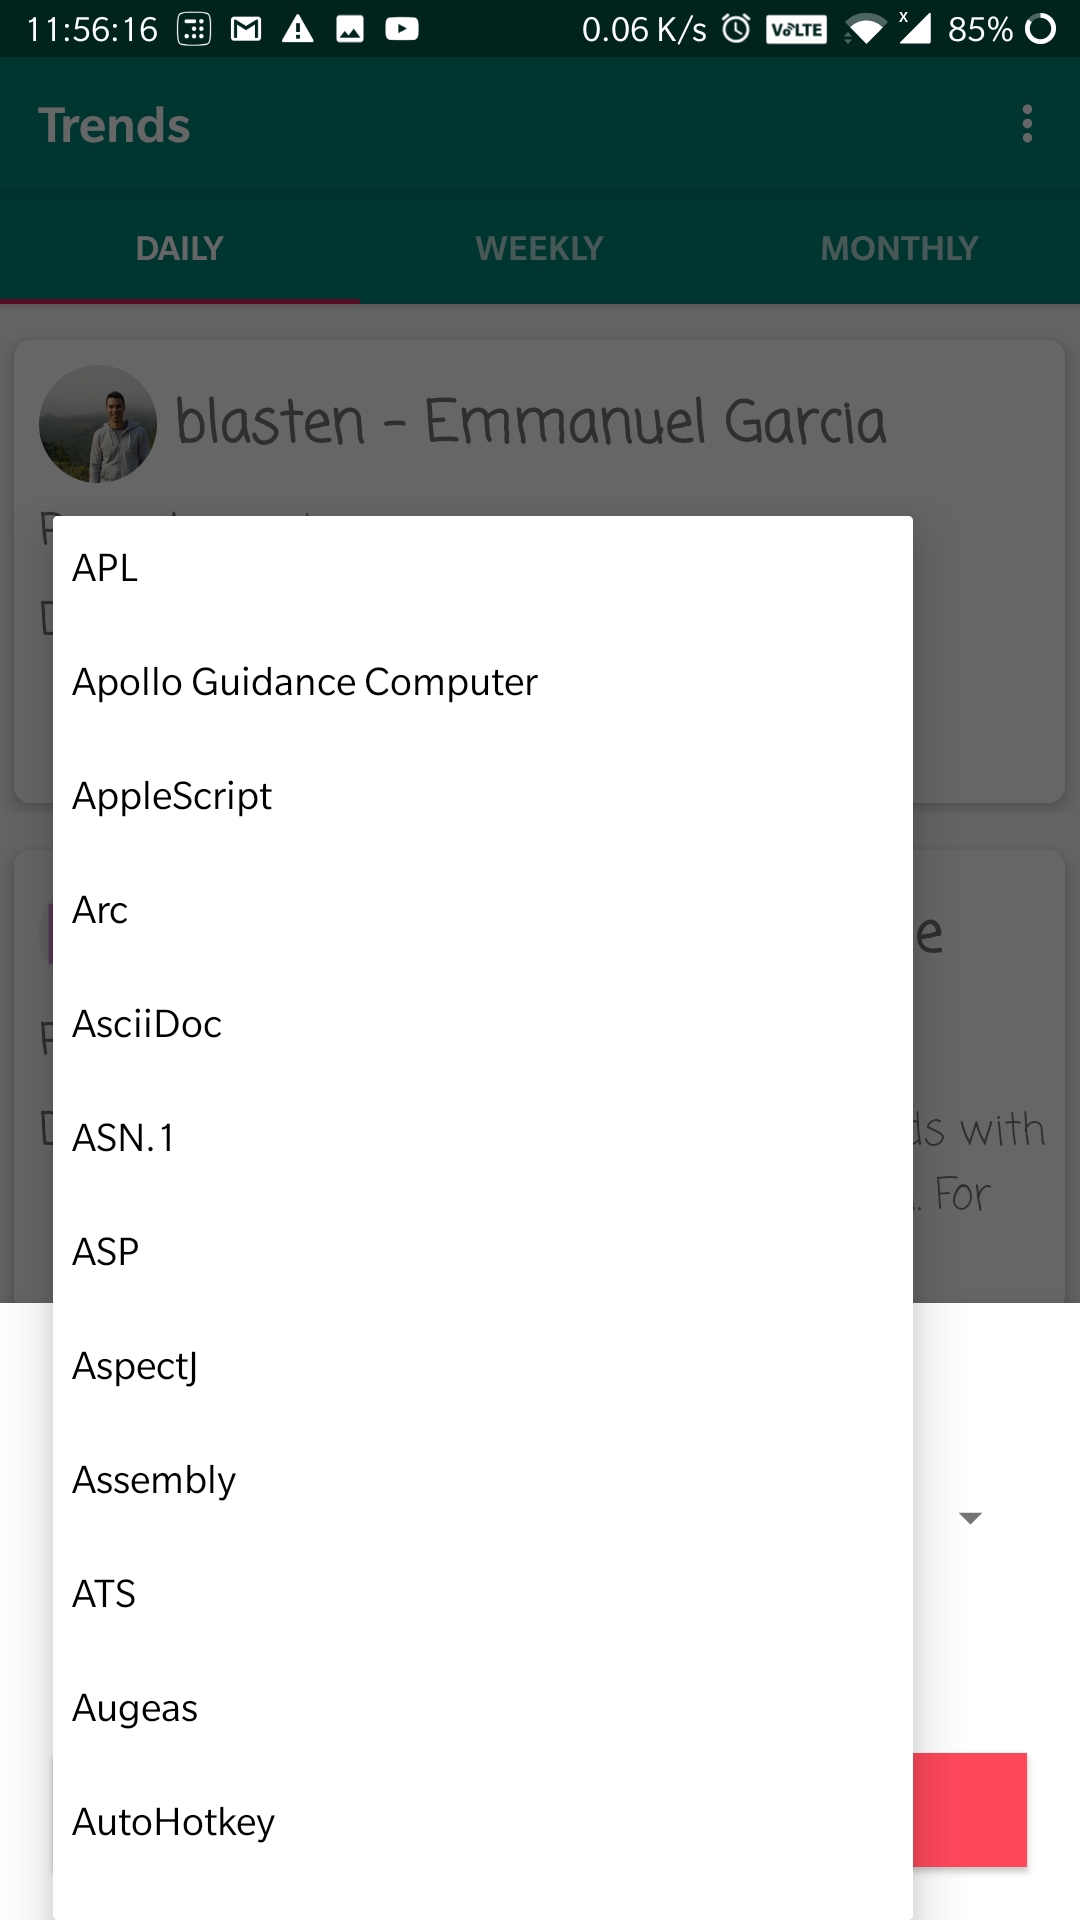 11:56:16 0.06 K/s VoLTE x 85%
Trends
DAILY WEEKLY MONTHLY
blasten - Emmanuel Garcia
APL
Apollo Guidance Computer
AppleScript
Arc
e
AsciiDoc
ds with
ASN.1
. For
ASP
AspectJ
Assembly
ATS
Augeas
AutoHotkey